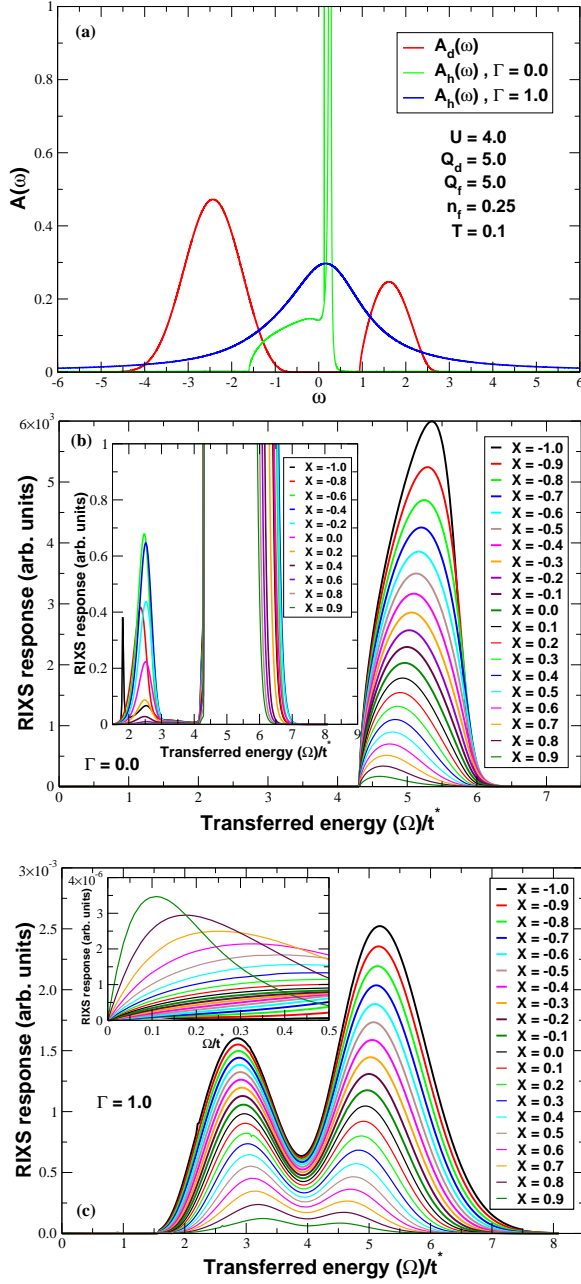 (a)
A_d(ω)
A_h(ω) , Γ = 0.0
A_h(ω) , Γ = 1.0
U = 4.0
Q_d = 5.0
Q_f = 5.0
n_f = 0.25
T = 0.1
A(ω)
1
0.8
0.6
0.4
0.2
0
-6 -5 -4 -3 -2 -1 0 1 2 3 4 5 6
ω
(b)
6×10³
5
4
3
2
1
0
RIXS response (arb. units)
1
0.8
0.6
0.4
0.2
0
RIXS response (arb. units)
2 3 4 5 6 7 8 9
Transferred energy (Ω)/t*
X = -1.0
X = -0.8
X = -0.6
X = -0.4
X = -0.2
X = 0.0
X = 0.2
X = 0.4
X = 0.6
X = 0.8
X = 0.9
X = -1.0
X = -0.9
X = -0.8
X = -0.7
X = -0.6
X = -0.5
X = -0.4
X = -0.3
X = -0.2
X = -0.1
X = 0.0
X = 0.1
X = 0.2
X = 0.3
X = 0.4
X = 0.5
X = 0.6
X = 0.7
X = 0.8
X = 0.9
Γ = 0.0
0 1 2 3 4 5 6 7
Transferred energy (Ω)/t*
3×10⁻³
2.5
2.0
1.5
1.0
0.5
0.0
RIXS response (arb. units)
4×10⁻⁶
3
2
1
0
RIXS response (arb. units)
0 0.1 0.2 0.3 0.4 0.5
Ω/t*
X = -1.0
X = -0.9
X = -0.8
X = -0.7
X = -0.6
X = -0.5
X = -0.4
X = -0.3
X = -0.2
X = -0.1
X = 0.0
X = 0.1
X = 0.2
X = 0.3
X = 0.4
X = 0.5
X = 0.6
X = 0.7
X = 0.8
X = 0.9
Γ = 1.0
(c)
0 1 2 3 4 5 6 7 8
Transferred energy (Ω)/t*